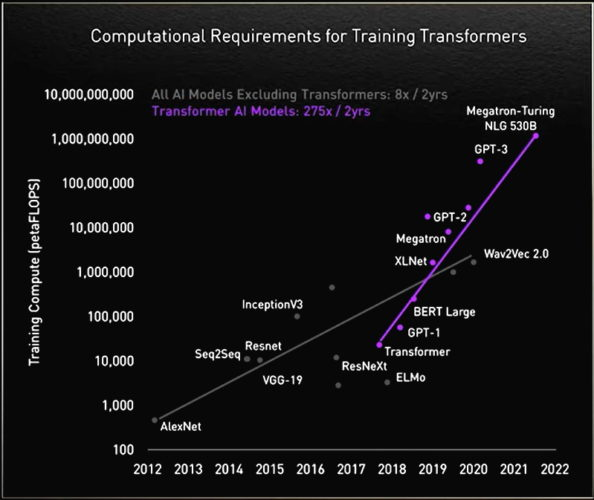 Computational Requirements for Training Transformers
All AI Models Excluding Transformers: 8x / 2yrs
Transformer AI Models: 275x / 2yrs
Training Compute (petaFLOPS)
10,000,000,000
1,000,000,000
100,000,000
10,000,000
1,000,000
100,000
10,000
1,000
100
Megatron-Turing
NLG 530B
GPT-3
GPT-2
Megatron
XLNet
Wav2Vec 2.0
InceptionV3
BERT Large
GPT-1
Seq2Seq
Resnet
Transformer
VGG-19
ResNeXt
ELMo
AlexNet
2012 2013 2014 2015 2016 2017 2018 2019 2020 2021 2022